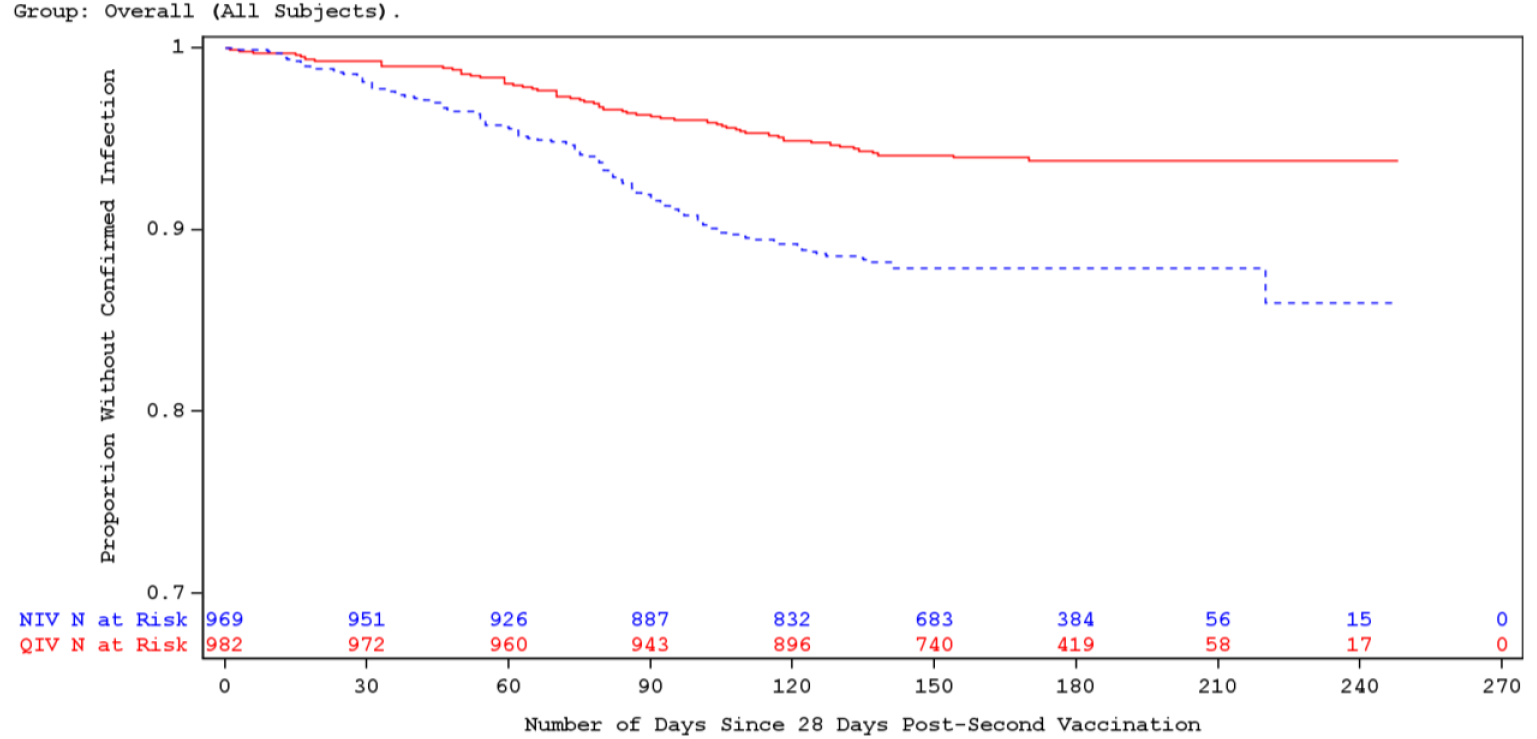 Group: Overall (All Subjects).
Proportion Without Confirmed Infection
1
0.9
0.8
0.7
NIV N at Risk 969 951 926 887 832 683 384 56 15 0
QIV N at Risk 982 972 960 943 896 740 419 58 17 0
0 30 60 90 120 150 180 210 240 270
Number of Days Since 28 Days Post-Second Vaccination